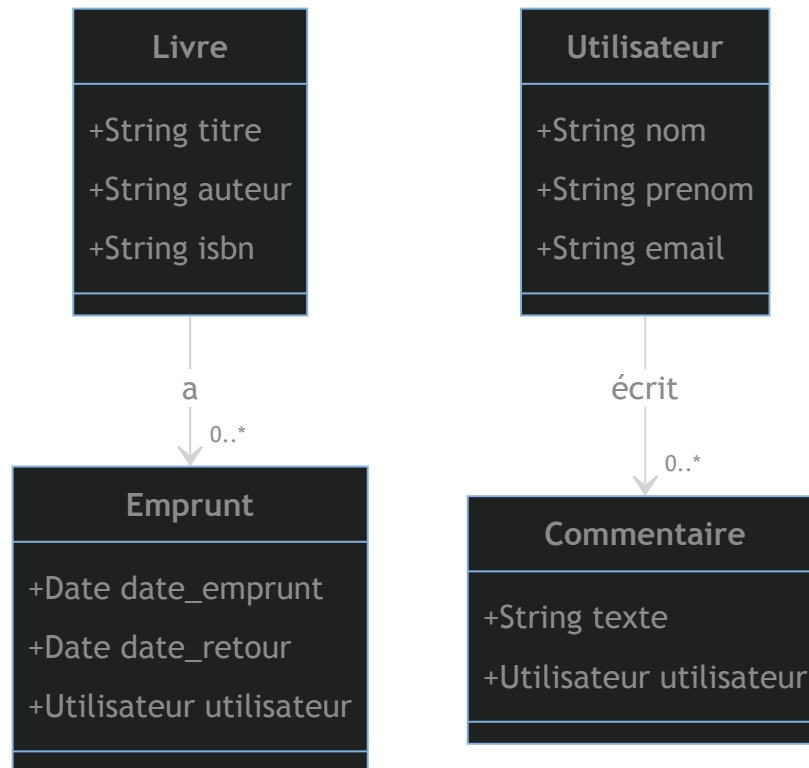 Livre
+String titre
+String auteur
+String isbn
Utilisateur
+String nom
+String prenom
+String email
a
0..*
écrit
0..*
Emprunt
+Date date_emprunt
+Date date_retour
+Utilisateur utilisateur
Commentaire
+String texte
+Utilisateur utilisateur